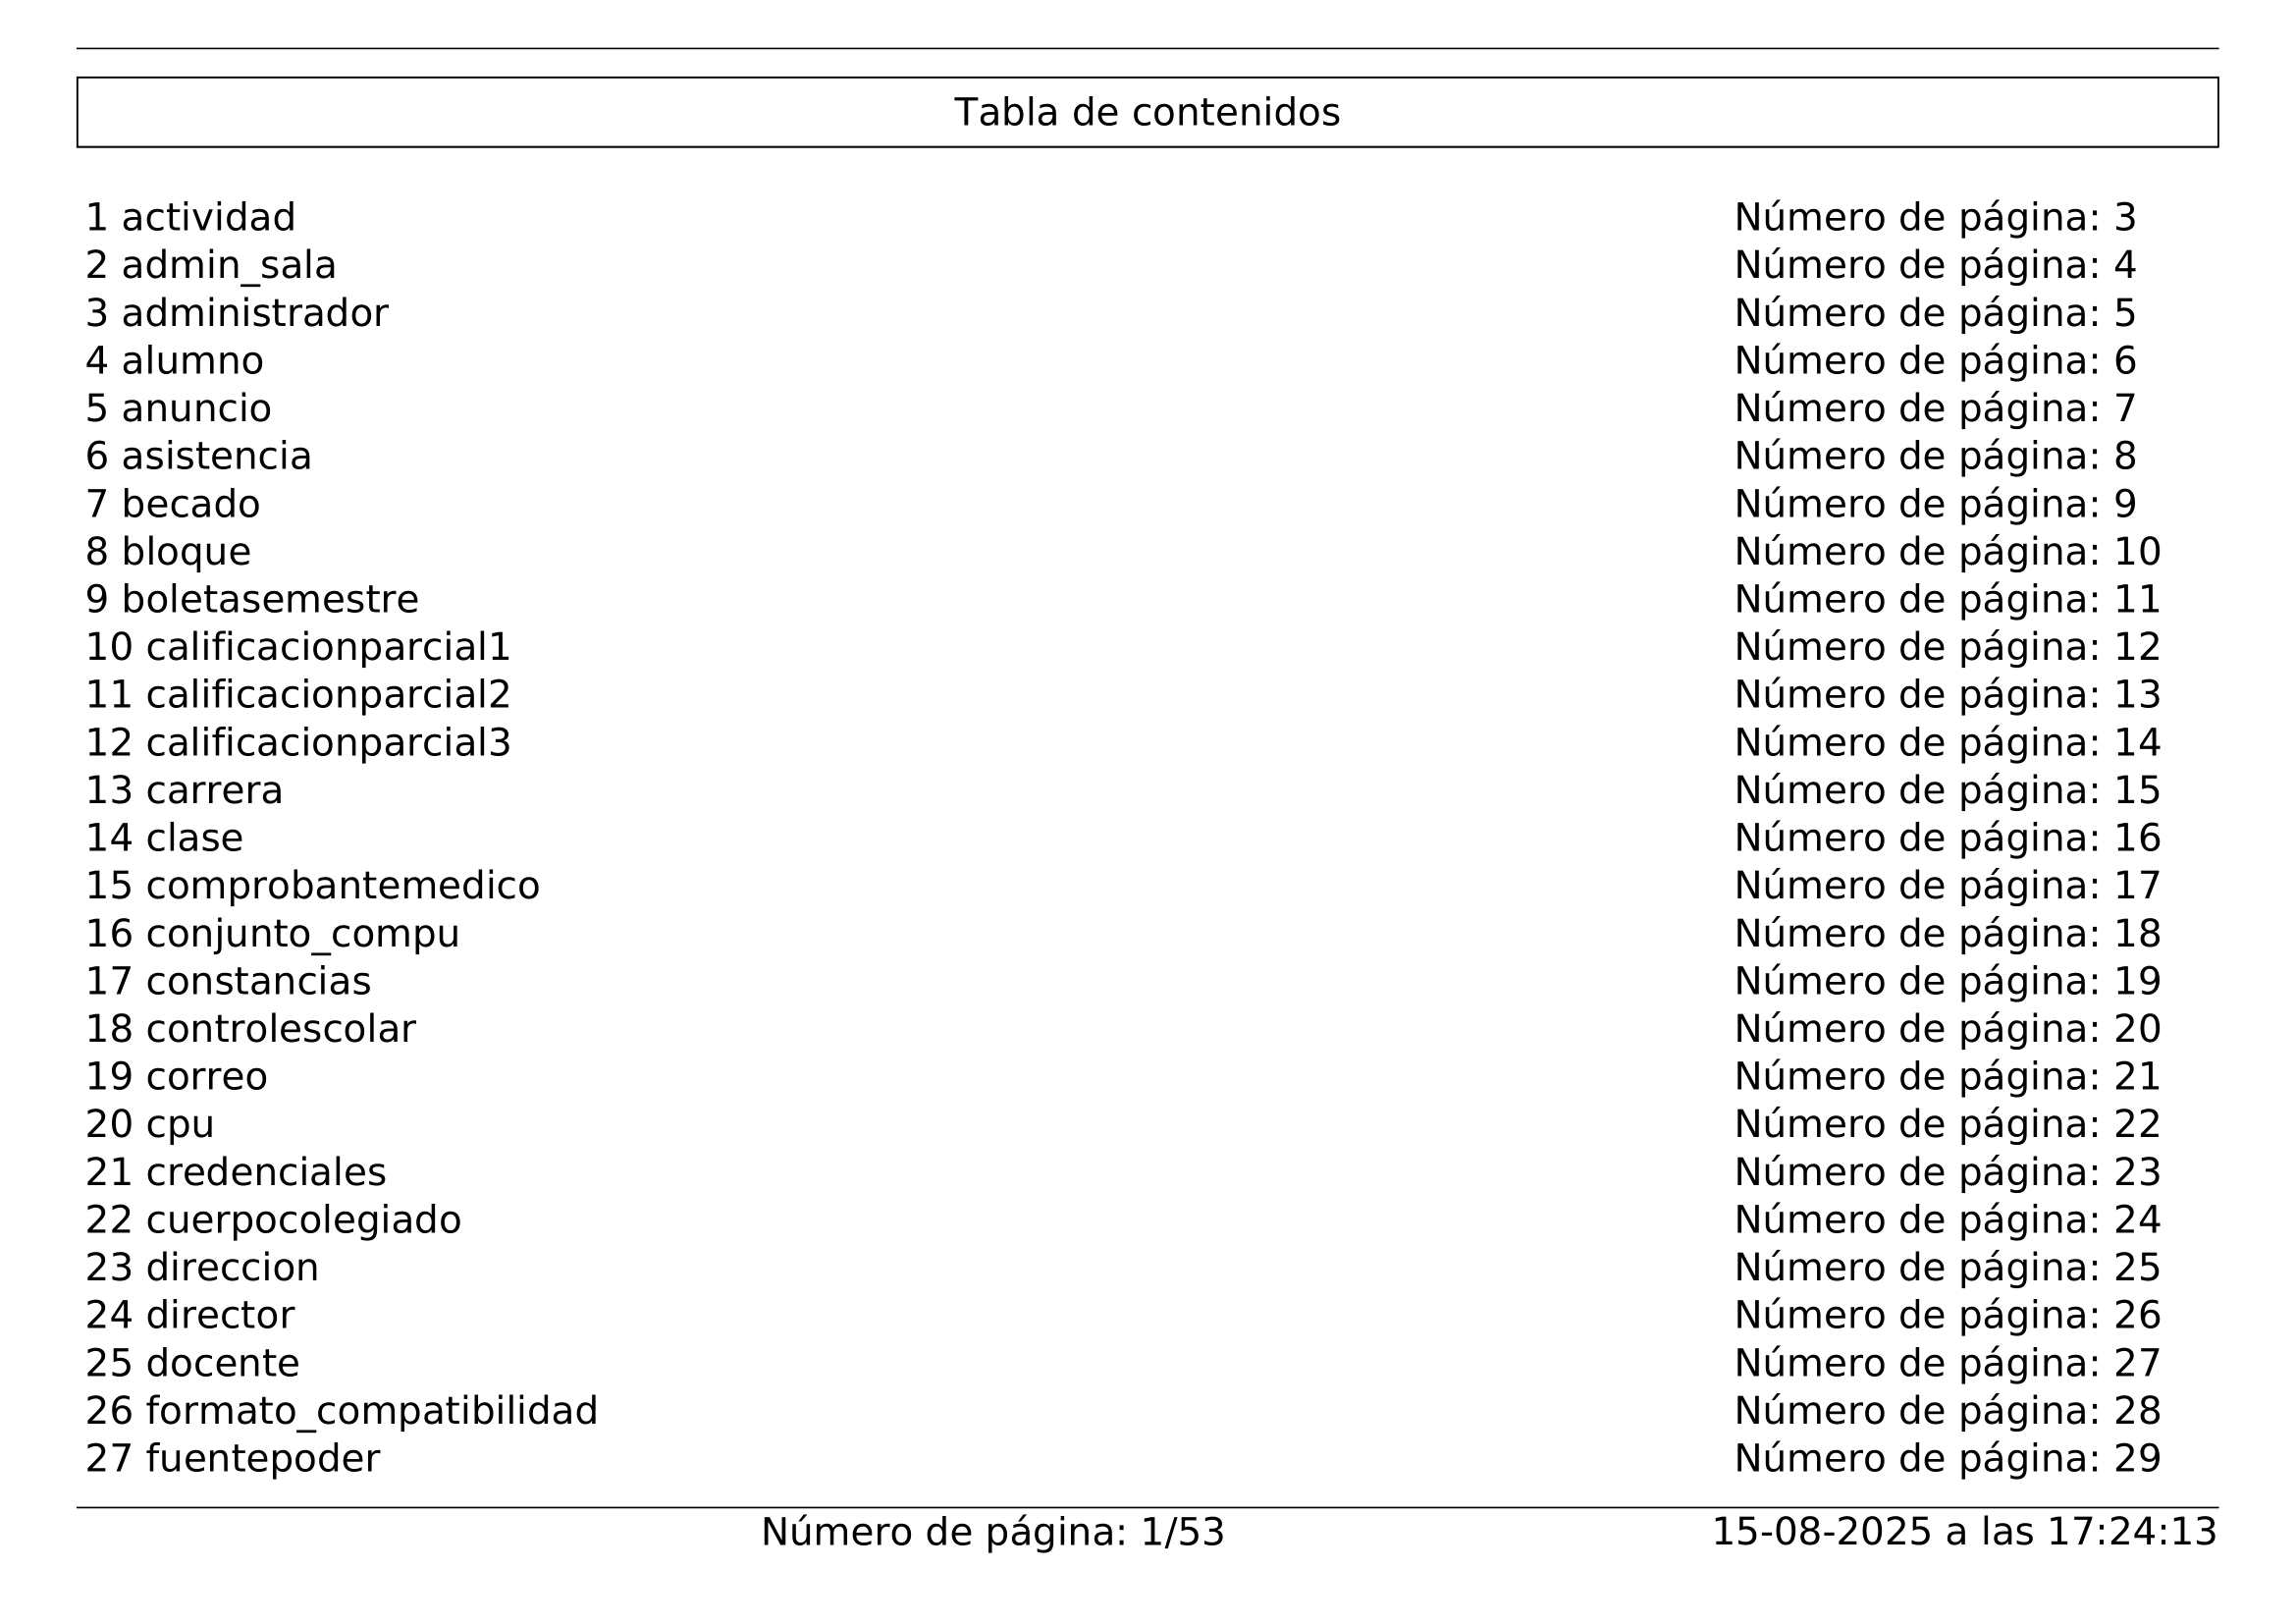 Tabla de contenidos
1 actividad Número de página: 3
2 admin_sala Número de página: 4
3 administrador Número de página: 5
4 alumno Número de página: 6
5 anuncio Número de página: 7
6 asistencia Número de página: 8
7 becado Número de página: 9
8 bloque Número de página: 10
9 boletasemestre Número de página: 11
10 calificacionparcial1 Número de página: 12
11 calificacionparcial2 Número de página: 13
12 calificacionparcial3 Número de página: 14
13 carrera Número de página: 15
14 clase Número de página: 16
15 comprobantemedico Número de página: 17
16 conjunto_compu Número de página: 18
17 constancias Número de página: 19
18 controlescolar Número de página: 20
19 correo Número de página: 21
20 cpu Número de página: 22
21 credenciales Número de página: 23
22 cuerpocolegiado Número de página: 24
23 direccion Número de página: 25
24 director Número de página: 26
25 docente Número de página: 27
26 formato_compatibilidad Número de página: 28
27 fuentepoder Número de página: 29
Número de página: 1/53 15-08-2025 a las 17:24:13